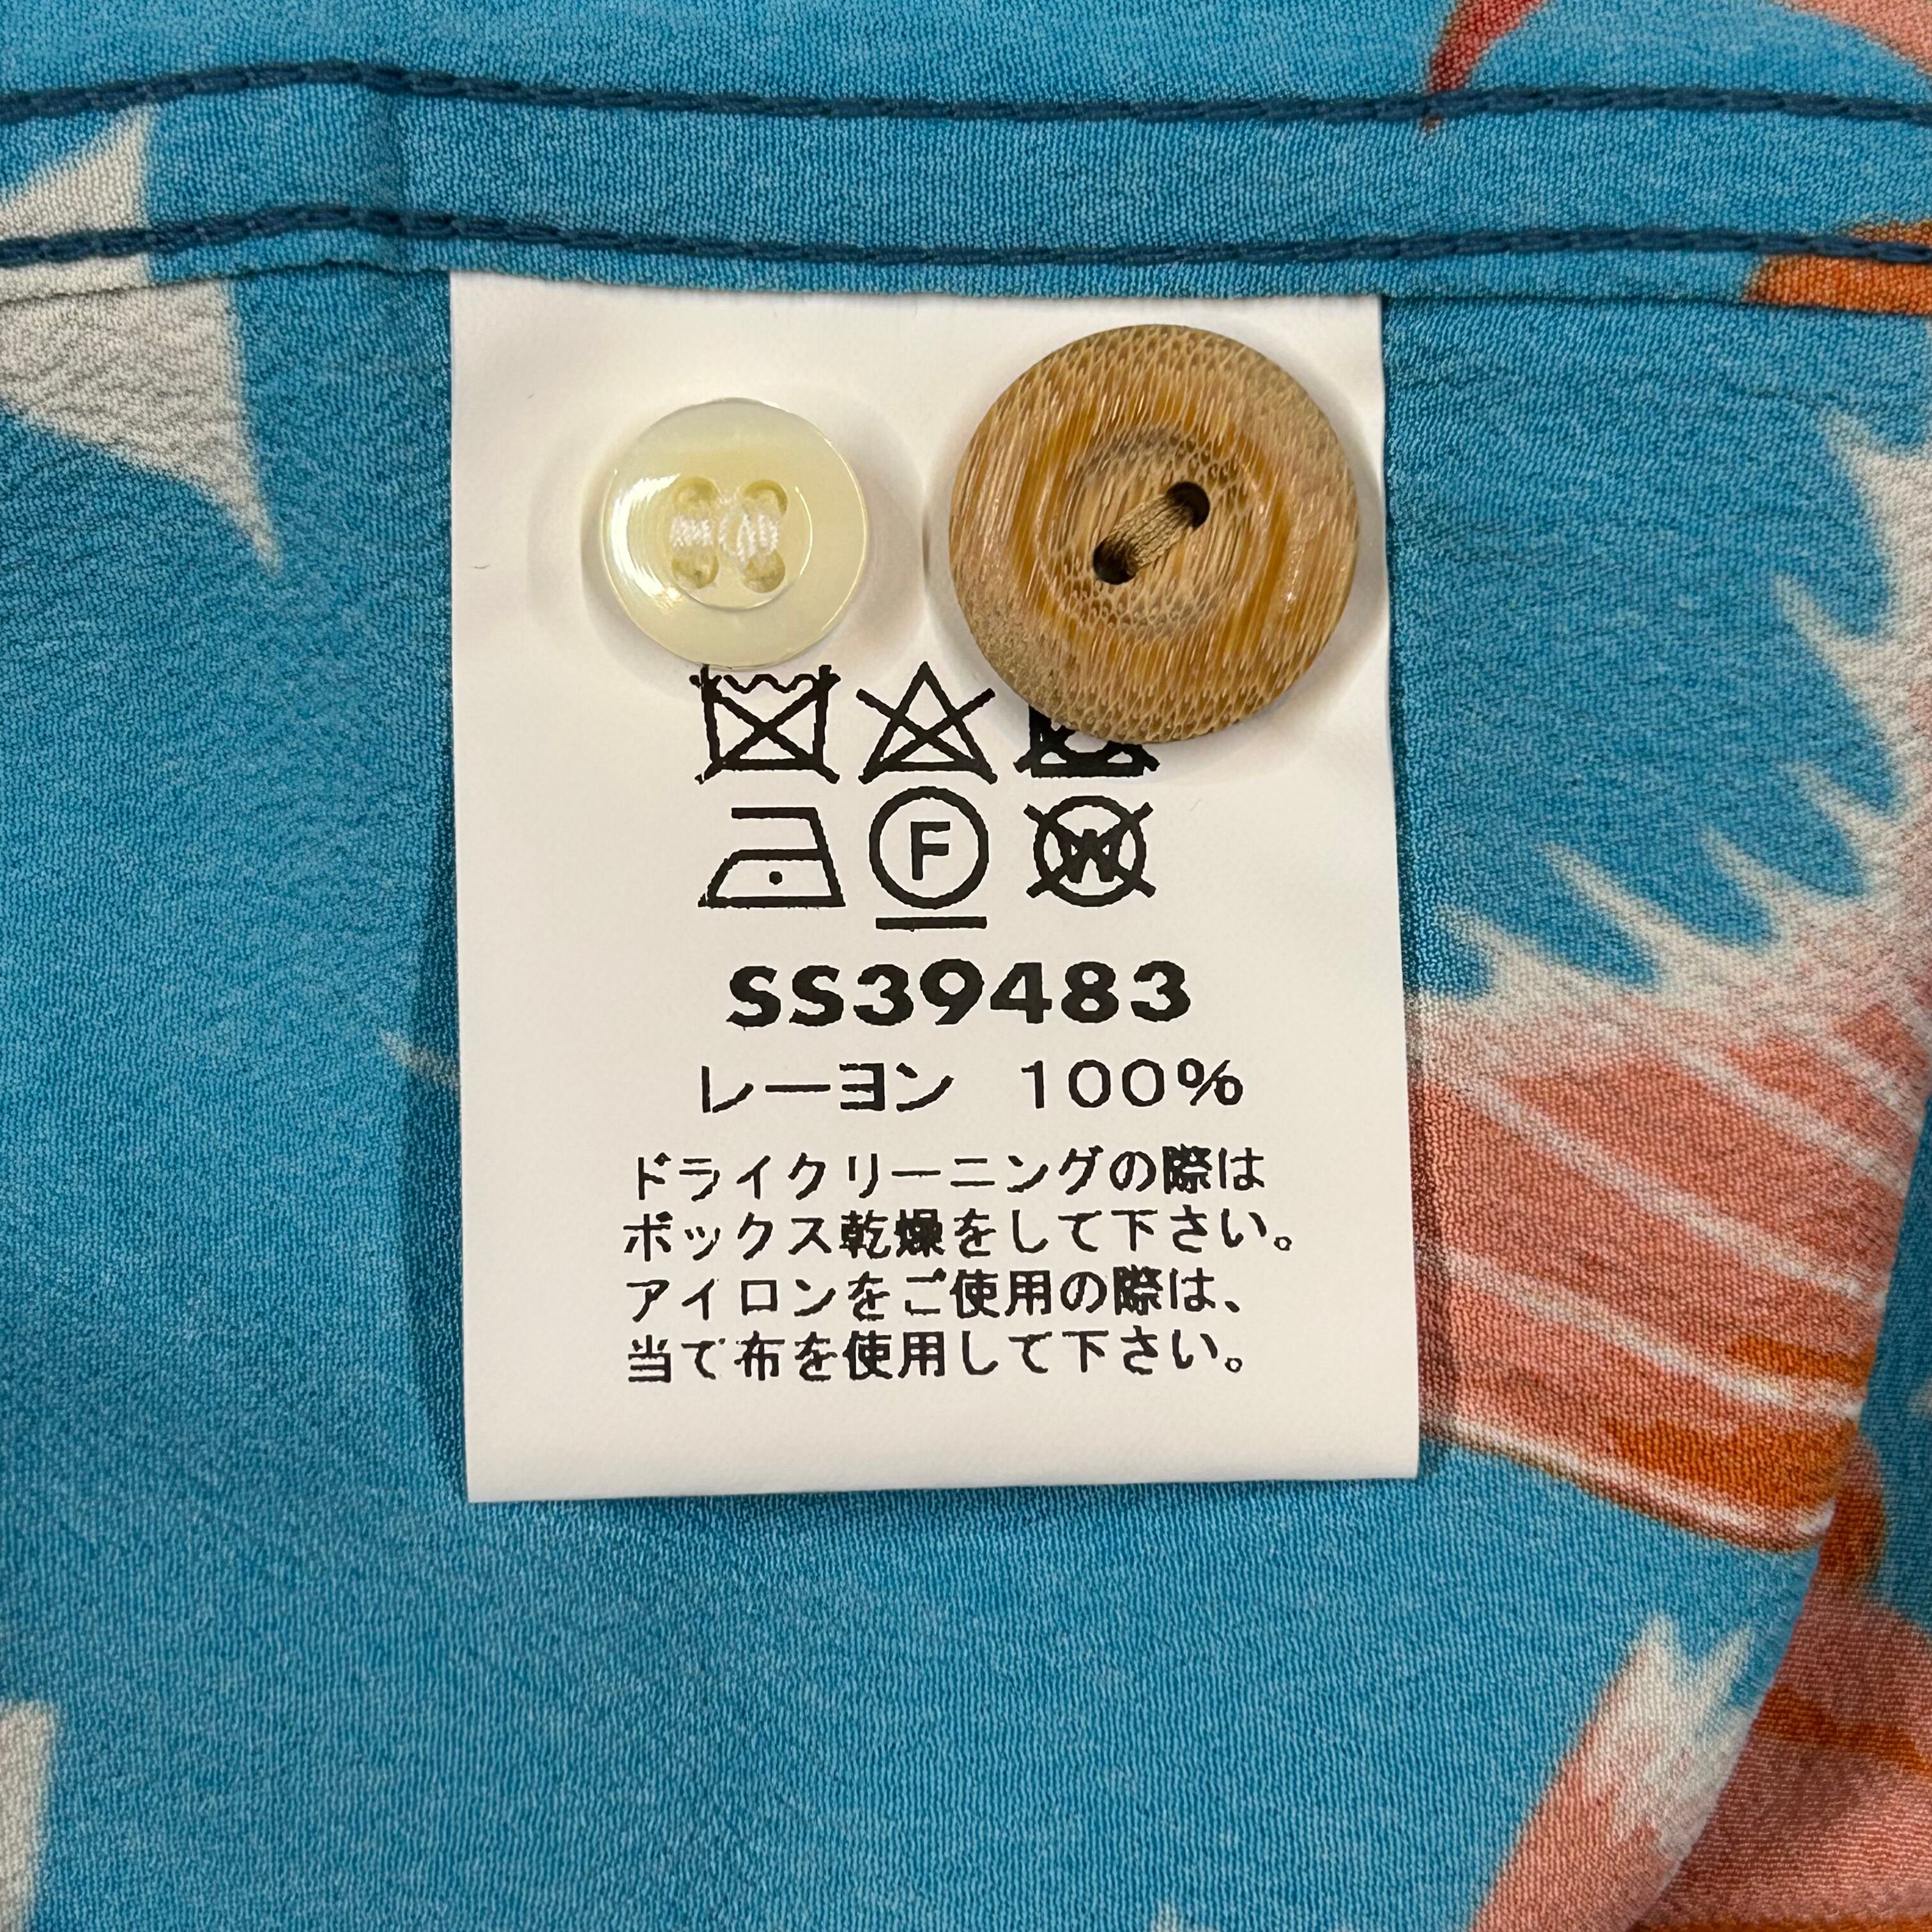 F W
SS39483
レーヨン 100%
ドライクリーニングの際は
ボックス乾燥をして下さい。
アイロンをご使用の際は、
当て布を使用して下さい。